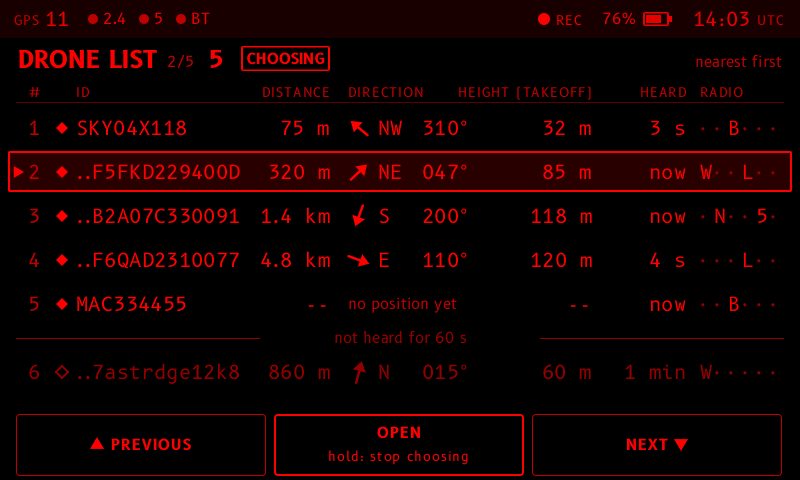 GPS 11 2.4 5 BT REC 76% 14:03 UTC
DRONE LIST 2/5 5 CHOOSING nearest first
# ID DISTANCE DIRECTION HEIGHT [TAKEOFF] HEARD RADIO
1 ◆ SKY04X118 75 m NW 310° 32 m 3 s ··B···
▶ 2 ◆ ..F5FKD229400D 320 m NE 047° 85 m now W··L··
3 ◆ ..B2A07C330091 1.4 km S 200° 118 m now ·N··5·
4 ◆ ..F6QAD2310077 4.8 km E 110° 120 m 4 s ···L··
5 ◆ MAC334455 -- no position yet -- now ··B···
not heard for 60 s
6 ◇ ..7astrdge12k8 860 m N 015° 60 m 1 min W·····
▲ PREVIOUS
OPEN
hold: stop choosing
NEXT ▼